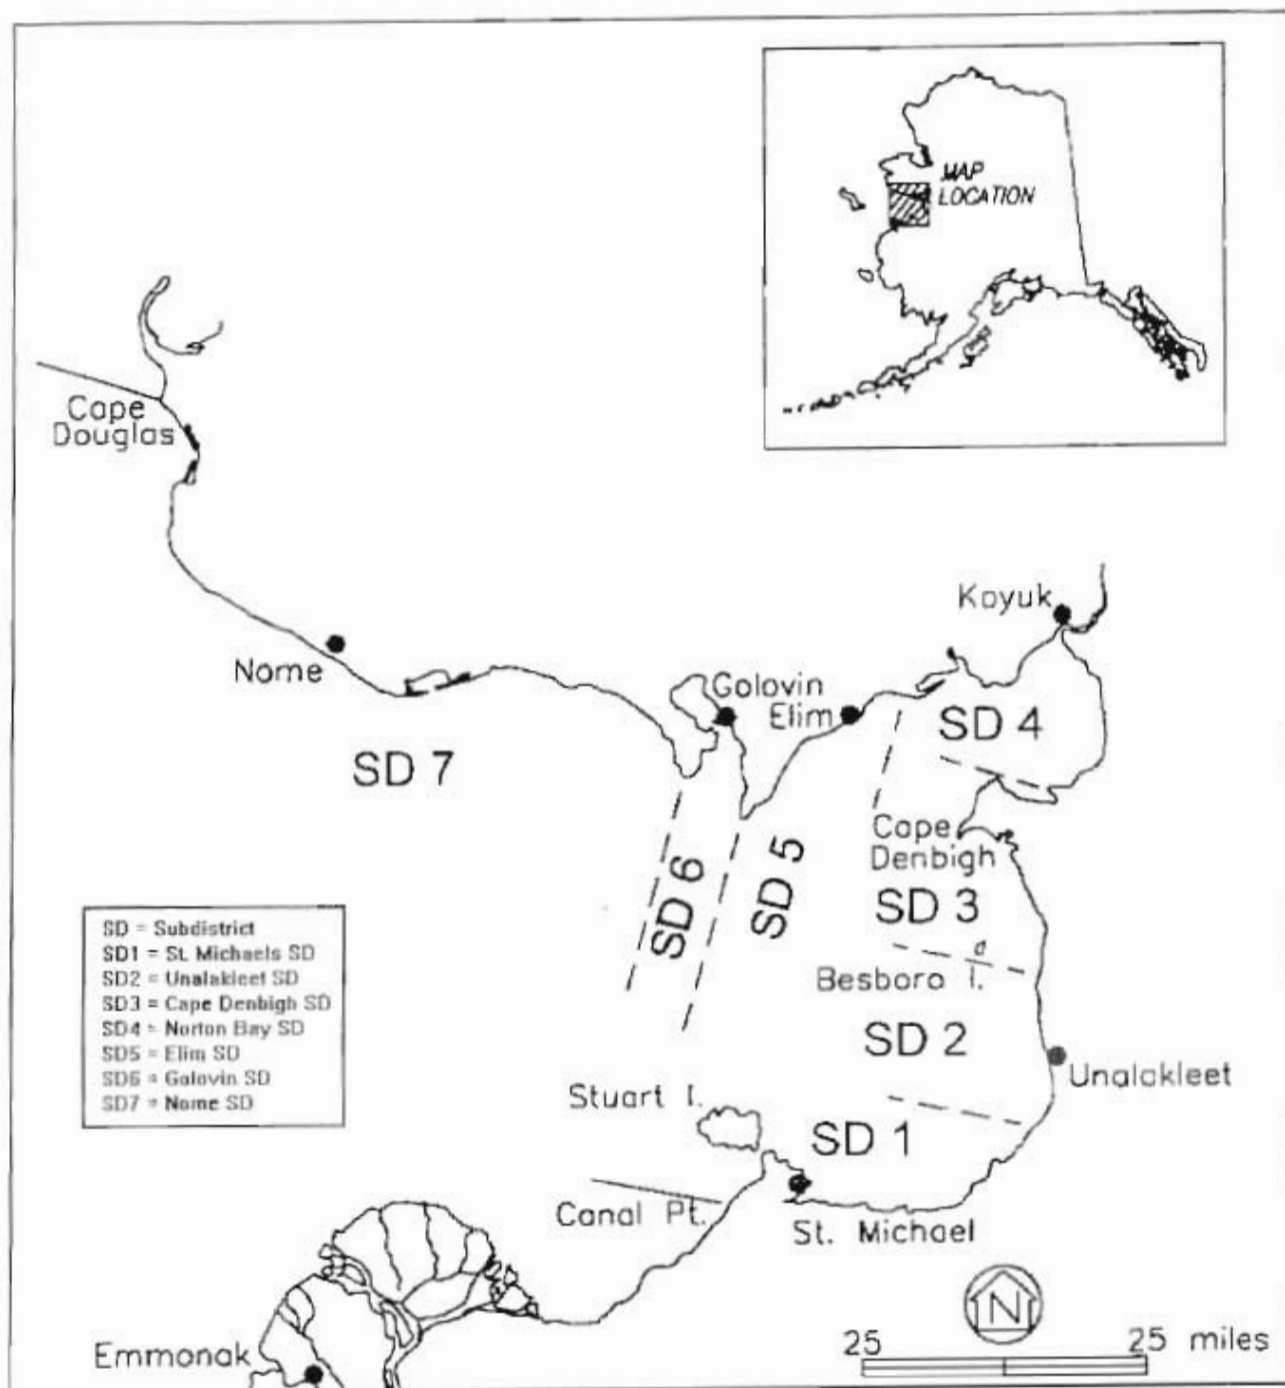 MAP
LOCATION
Cape
Douglas
Koyuk
Nome
Golovin
Elim
SD 4
SD 7
Cape
Denbigh
SD 6
SD 5
SD 3
Besboro I.
SD 2
Unalakleet
Stuart I.
SD 1
Canal Pt.
St. Michael
SD = Subdistrict
SD1 = St. Michaels SD
SD2 = Unalakleet SD
SD3 = Cape Denbigh SD
SD4 = Norton Bay SD
SD5 = Elim SD
SD6 = Golovin SD
SD7 = Nome SD
N
Emmonak
25 25 miles